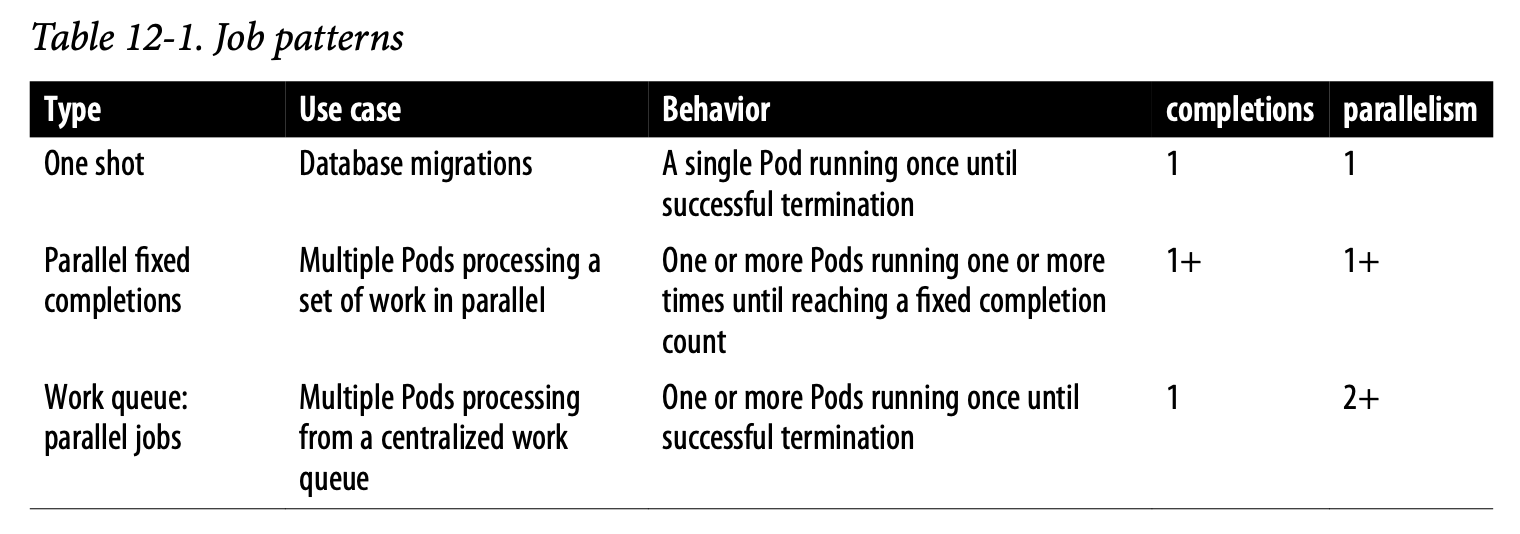 Table 12-1. Job patterns
Type Use case Behavior completions parallelism
One shot Database migrations A single Pod running once until 1 1
successful termination
Parallel fixed Multiple Pods processing a One or more Pods running one or more 1+ 1+
completions set of work in parallel times until reaching a fixed completion
count
Work queue: Multiple Pods processing One or more Pods running once until 1 2+
parallel jobs from a centralized work successful termination
queue